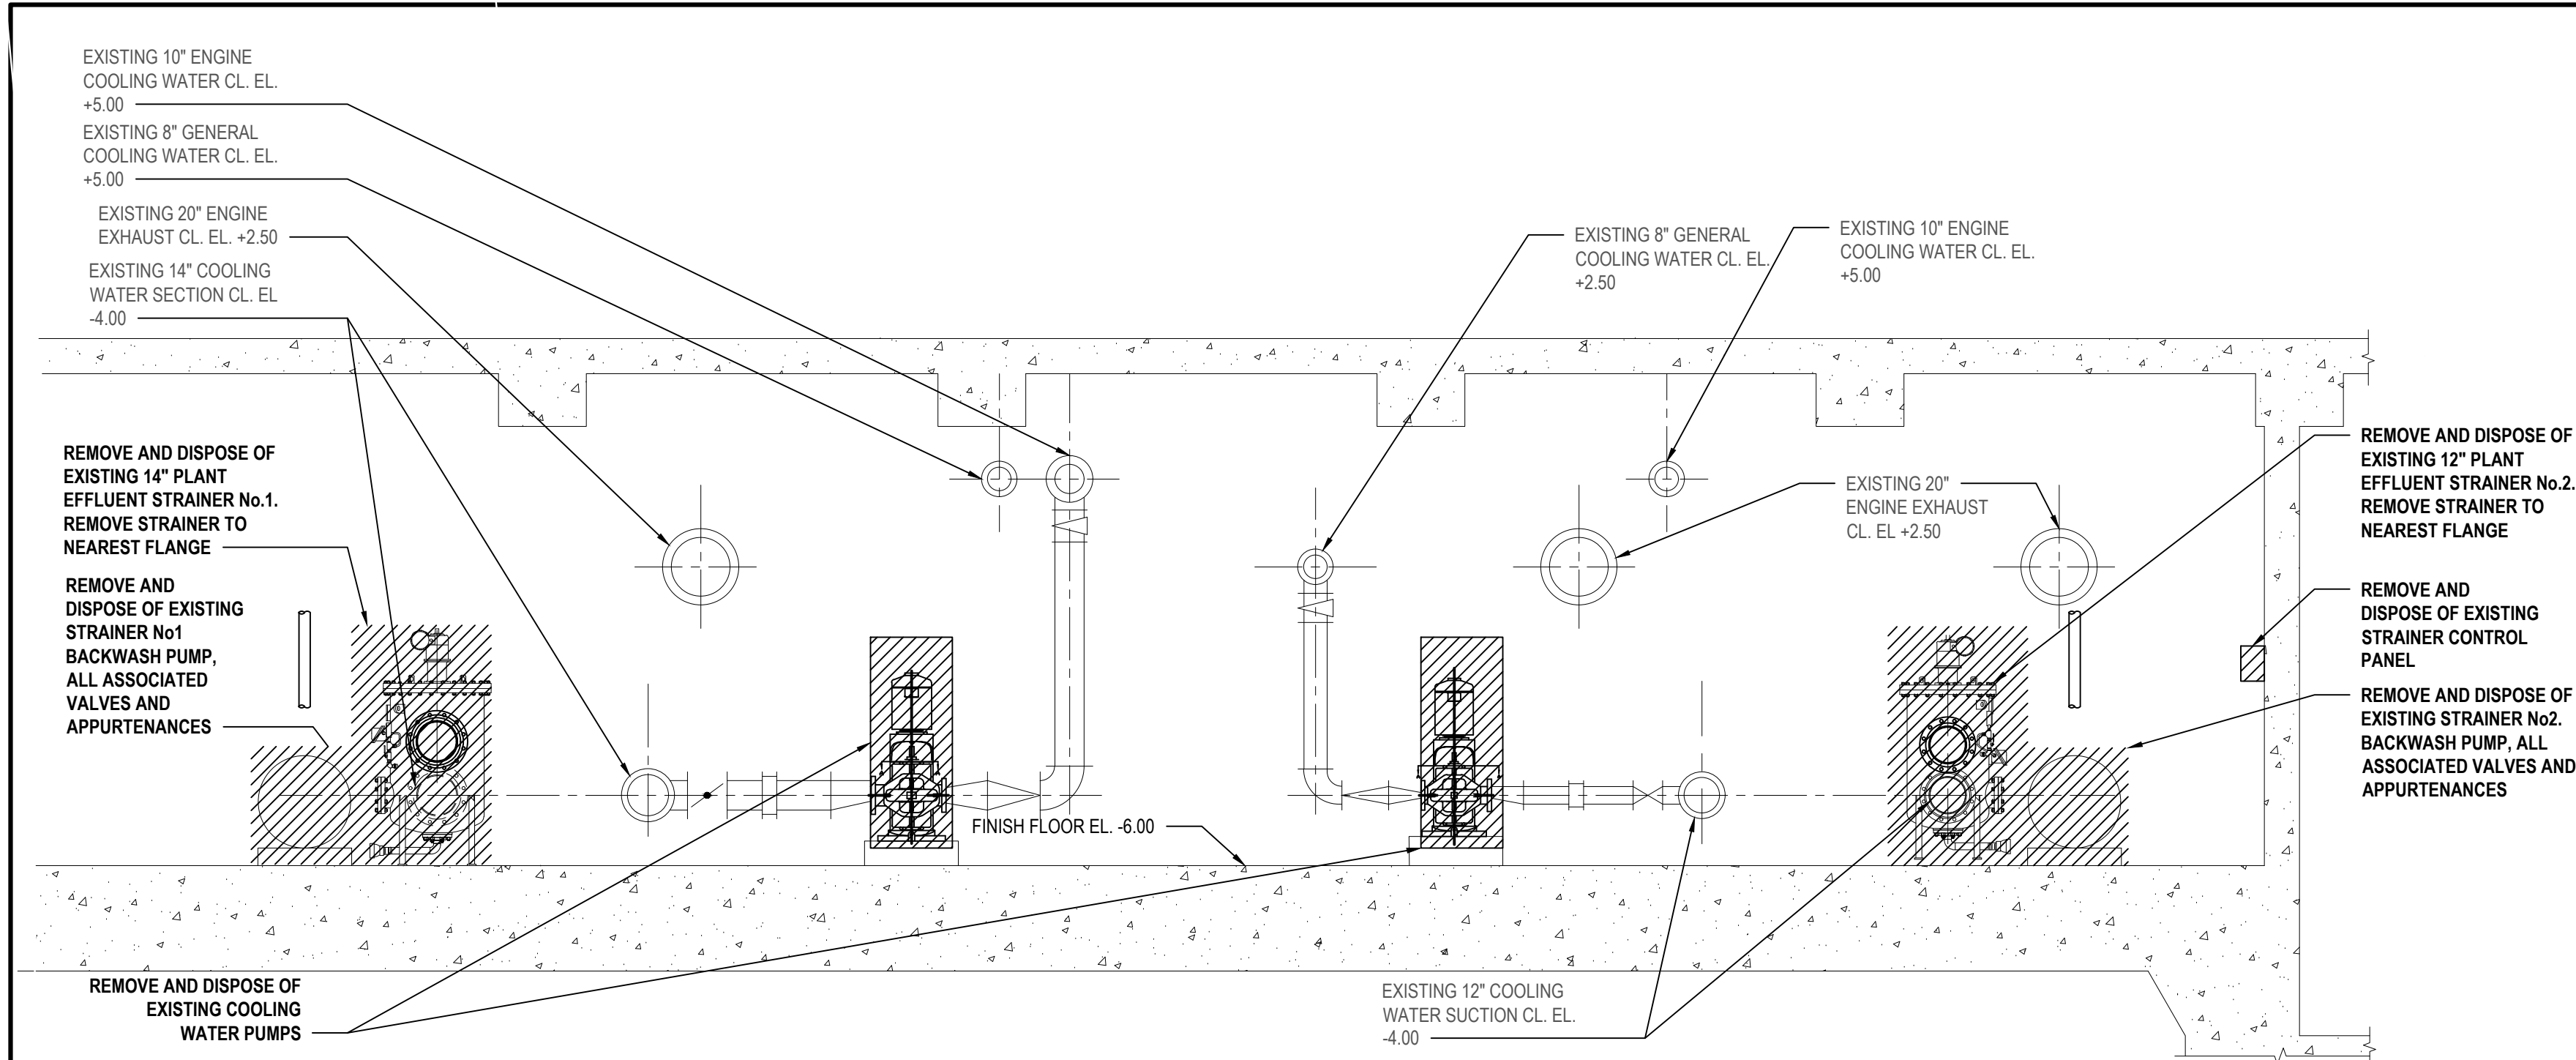 EXISTING 10" ENGINE
COOLING WATER CL. EL.
+5.00
EXISTING 8" GENERAL
COOLING WATER CL. EL.
+5.00
EXISTING 20" ENGINE
EXHAUST CL. EL. +2.50
EXISTING 14" COOLING
WATER SECTION CL. EL
-4.00
REMOVE AND DISPOSE OF
EXISTING 14" PLANT
EFFLUENT STRAINER No.1.
REMOVE STRAINER TO
NEAREST FLANGE
REMOVE AND
DISPOSE OF EXISTING
STRAINER No1
BACKWASH PUMP,
ALL ASSOCIATED
VALVES AND
APPURTENANCES
REMOVE AND DISPOSE OF
EXISTING COOLING
WATER PUMPS
FINISH FLOOR EL. -6.00
EXISTING 8" GENERAL
COOLING WATER CL. EL.
+2.50
EXISTING 10" ENGINE
COOLING WATER CL. EL.
+5.00
EXISTING 20"
ENGINE EXHAUST
CL. EL +2.50
EXISTING 12" COOLING
WATER SUCTION CL. EL.
-4.00
REMOVE AND DISPOSE OF
EXISTING 12" PLANT
EFFLUENT STRAINER No.2.
REMOVE STRAINER TO
NEAREST FLANGE
REMOVE AND
DISPOSE OF EXISTING
STRAINER CONTROL
PANEL
REMOVE AND DISPOSE OF
EXISTING STRAINER No2.
BACKWASH PUMP, ALL
ASSOCIATED VALVES AND
APPURTENANCES